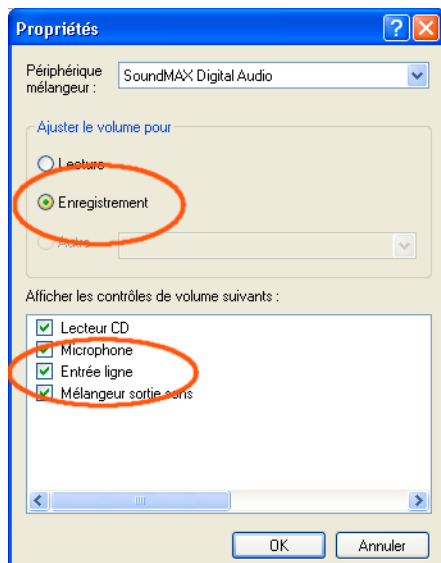 Propriétés
Périphérique mélangeur :
SoundMAX Digital Audio
Ajuster le volume pour
Lecture
Enregistrement
Autre
Afficher les contrôles de volume suivants :
Lecteur CD
Microphone
Entrée ligne
Mélangeur sortie sons
OK
Annuler